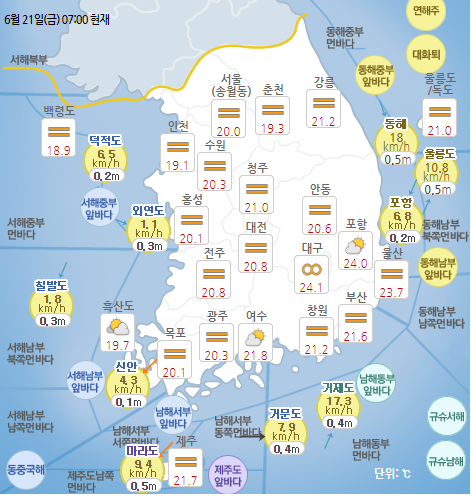 6월 21일(금) 07:00 현재
연해주
대화퇴
동해중부
먼바다
서해북부
동해중부
앞바다
울릉도
/독도
21.0
서울
(송월동)
20.0
춘천
19.3
강릉
21.2
백령도
18.9
동해
18
km/h
0.5m
인천
19.1
덕적도
6.5
km/h
0.2m
수원
20.3
울릉도
10.8
km/h
0.5m
청주
21.0
안동
20.6
서해중부
앞바다
외연도
1.1
km/h
0.3m
홍성
20.1
포항
6.8
km/h
0.2m
서해중부
먼바다
대전
20.8
대구
24.1
포항
24.0
동해남부
북쪽먼바다
전주
20.8
울산
23.7
동해남부
앞바다
칠발도
1.8
km/h
0.3m
흑산도
19.7
부산
21.6
광주
20.3
여수
21.8
창원
21.2
동해남부
남쪽먼바다
목포
20.1
서해남부
북쪽먼바다
서해남부
앞바다
신안
4.3
km/h
0.1m
남해동부
앞바다
거제도
17.3
km/h
0.4m
서해남부
남쪽먼바다
남해서부
앞바다
거문도
7.9
km/h
0.4m
규슈서해
남해서부
서쪽먼바다
남해서부
동쪽먼바다
남해동부
먼바다
제주
21.7
마라도
9.4
km/h
0.5m
동중국해
제주도남쪽
먼바다
제주도
앞바다
규슈남해
단위: ℃